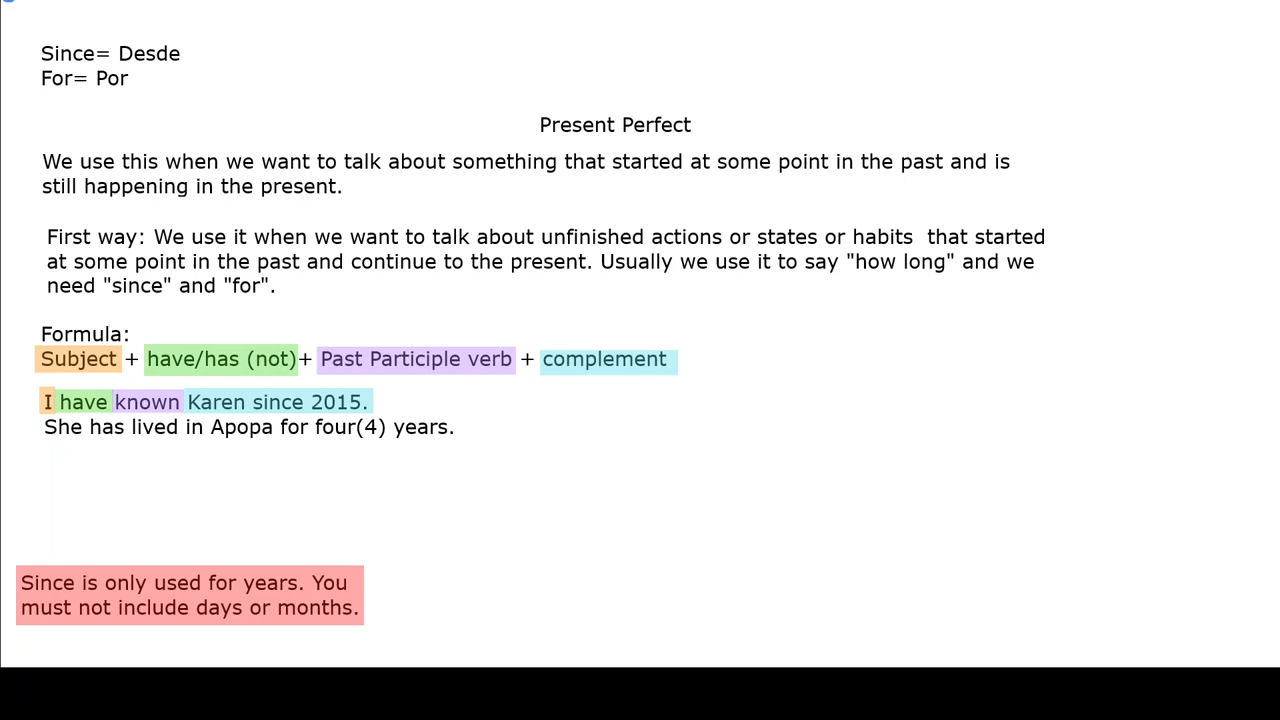 Since= Desde
For= Por
Present Perfect
We use this when we want to talk about something that started at some point in the past and is
still happening in the present.
First way: We use it when we want to talk about unfinished actions or states or habits  that started
at some point in the past and continue to the present. Usually we use it to say "how long" and we
need "since" and "for".
Formula:
Subject + have/has (not)+ Past Participle verb + complement
I have known Karen since 2015.
She has lived in Apopa for four(4) years.
Since is only used for years. You
must not include days or months.